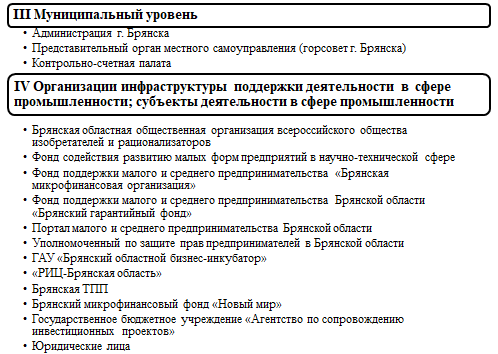 III Муниципальный уровень
• Администрация г. Брянска
• Представительный орган местного самоуправления (горсовет г. Брянска)
• Контрольно-счетная палата
IV Организации инфраструктуры поддержки деятельности в сфере
промышленности; субъекты деятельности в сфере промышленности
• Брянская областная общественная организация всероссийского общества
изобретателей и рационализаторов
• Фонд содействия развитию малых форм предприятий в научно-технической сфере
• Фонд поддержки малого и среднего предпринимательства «Брянская
микрофинансовая организация»
• Фонд поддержки малого и среднего предпринимательства Брянской области
«Брянский гарантийный фонд»
• Портал малого и среднего предпринимательства Брянской области
• Уполномоченный по защите прав предпринимателей в Брянской области
• ГАУ «Брянский областной бизнес-инкубатор»
• «РИЦ-Брянская область»
• Брянская ТПП
• Брянский микрофинансовый фонд «Новый мир»
• Государственное бюджетное учреждение «Агентство по сопровождению
инвестиционных проектов»
• Юридические лица